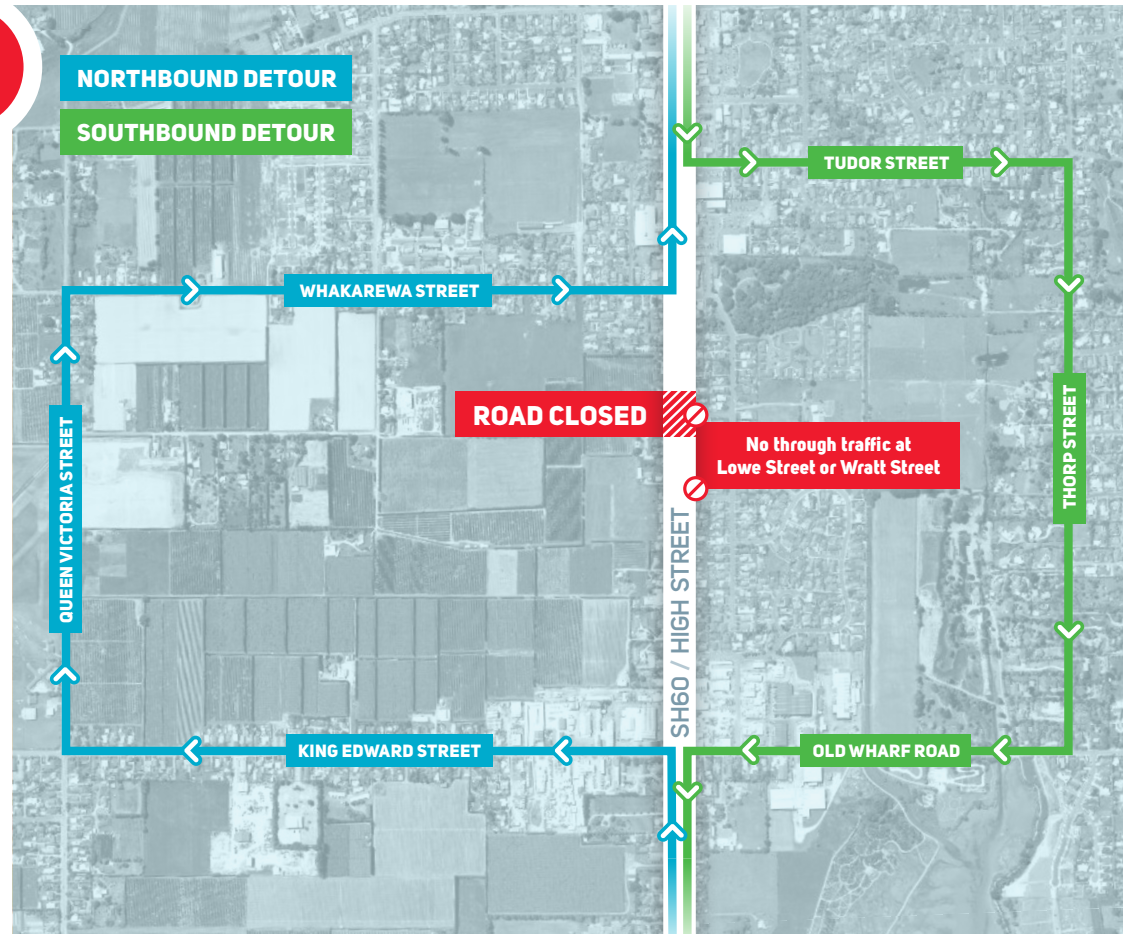 NORTHBOUND DETOUR
SOUTHBOUND DETOUR
TUDOR STREET
WHAKAREWA STREET
ROAD CLOSED
No through traffic at
Lowe Street or Wratt Street
THORP STREET
QUEEN VICTORIA STREET
SH60 / HIGH STREET
KING EDWARD STREET
OLD WHARF ROAD